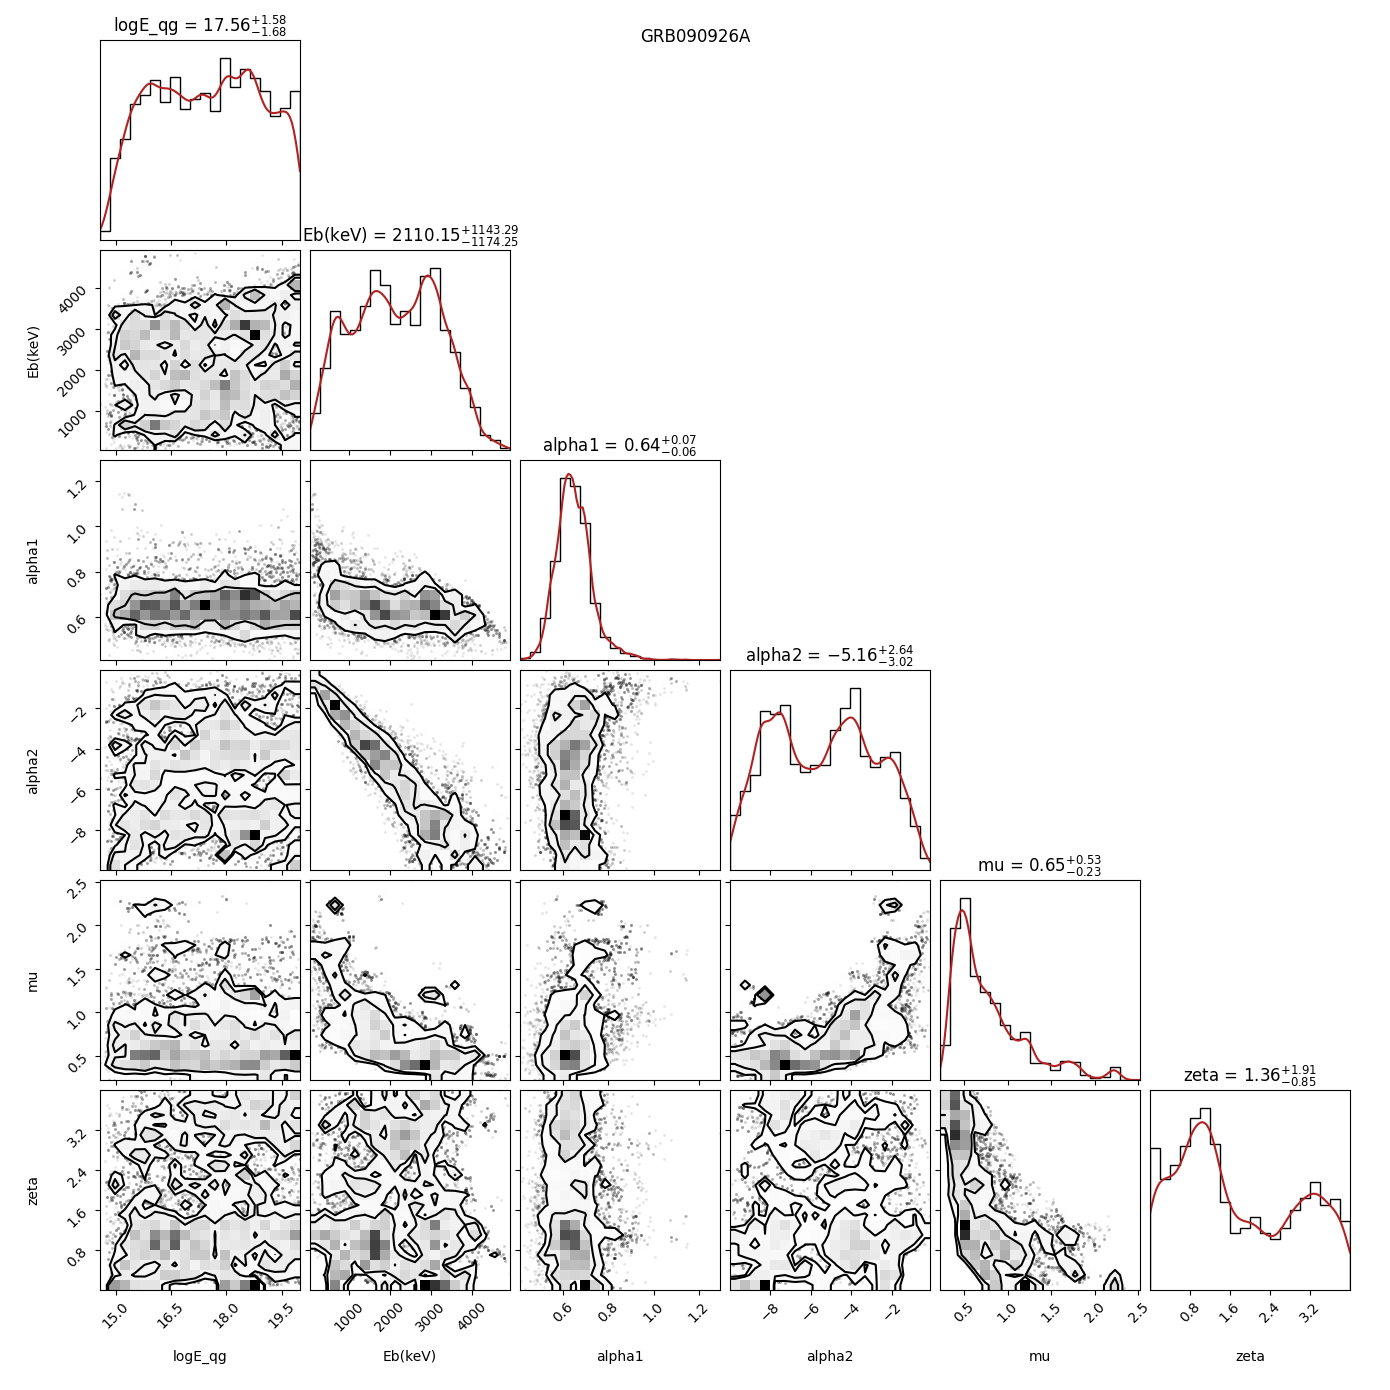 logE_qg = 17.56+1.58 −1.68
GRB090926A
Eb(keV) = 2110.15+1143.29 −1174.25
Eb(keV)
4000
3000
2000
1000
alpha1 = 0.64+0.07 −0.06
alpha1
1.2
1.0
0.8
0.6
alpha2 = −5.16+2.64 −3.02
alpha2
−2
−4
−6
−8
mu = 0.65+0.53 −0.23
mu
2.5
2.0
1.5
1.0
0.5
zeta = 1.36+1.91 −0.85
zeta
3.2
2.4
1.6
0.8
15.0 16.5 18.0 19.5 1000 2000 3000 4000 0.6 0.8 1.0 1.2 −8 −6 −4 −2 0.5 1.0 1.5 2.0 2.5 0.8 1.6 2.4 3.2
logE_qg Eb(keV) alpha1 alpha2 mu zeta